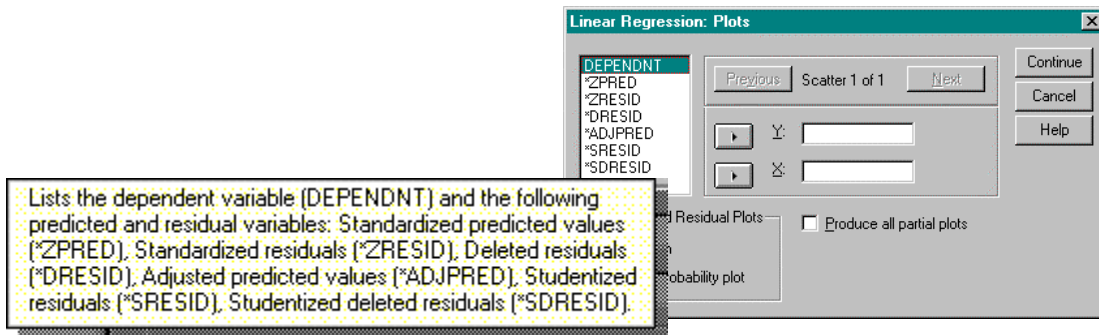 Linear Regression: Plots
DEPENDNT
*ZPRED
*ZRESID
*DRESID
*ADJPRED
*SRESID
*SDRESID
Previous Scatter 1 of 1 Next
Y:
X:
Continue
Cancel
Help
Residual Plots
Produce all partial plots
obability plot
Lists the dependent variable (DEPENDNT) and the following
predicted and residual variables: Standardized predicted values
(*ZPRED), Standardized residuals (*ZRESID), Deleted residuals
(*DRESID), Adjusted predicted values (*ADJPRED), Studentized
residuals (*SRESID), Studentized deleted residuals (*SDRESID).